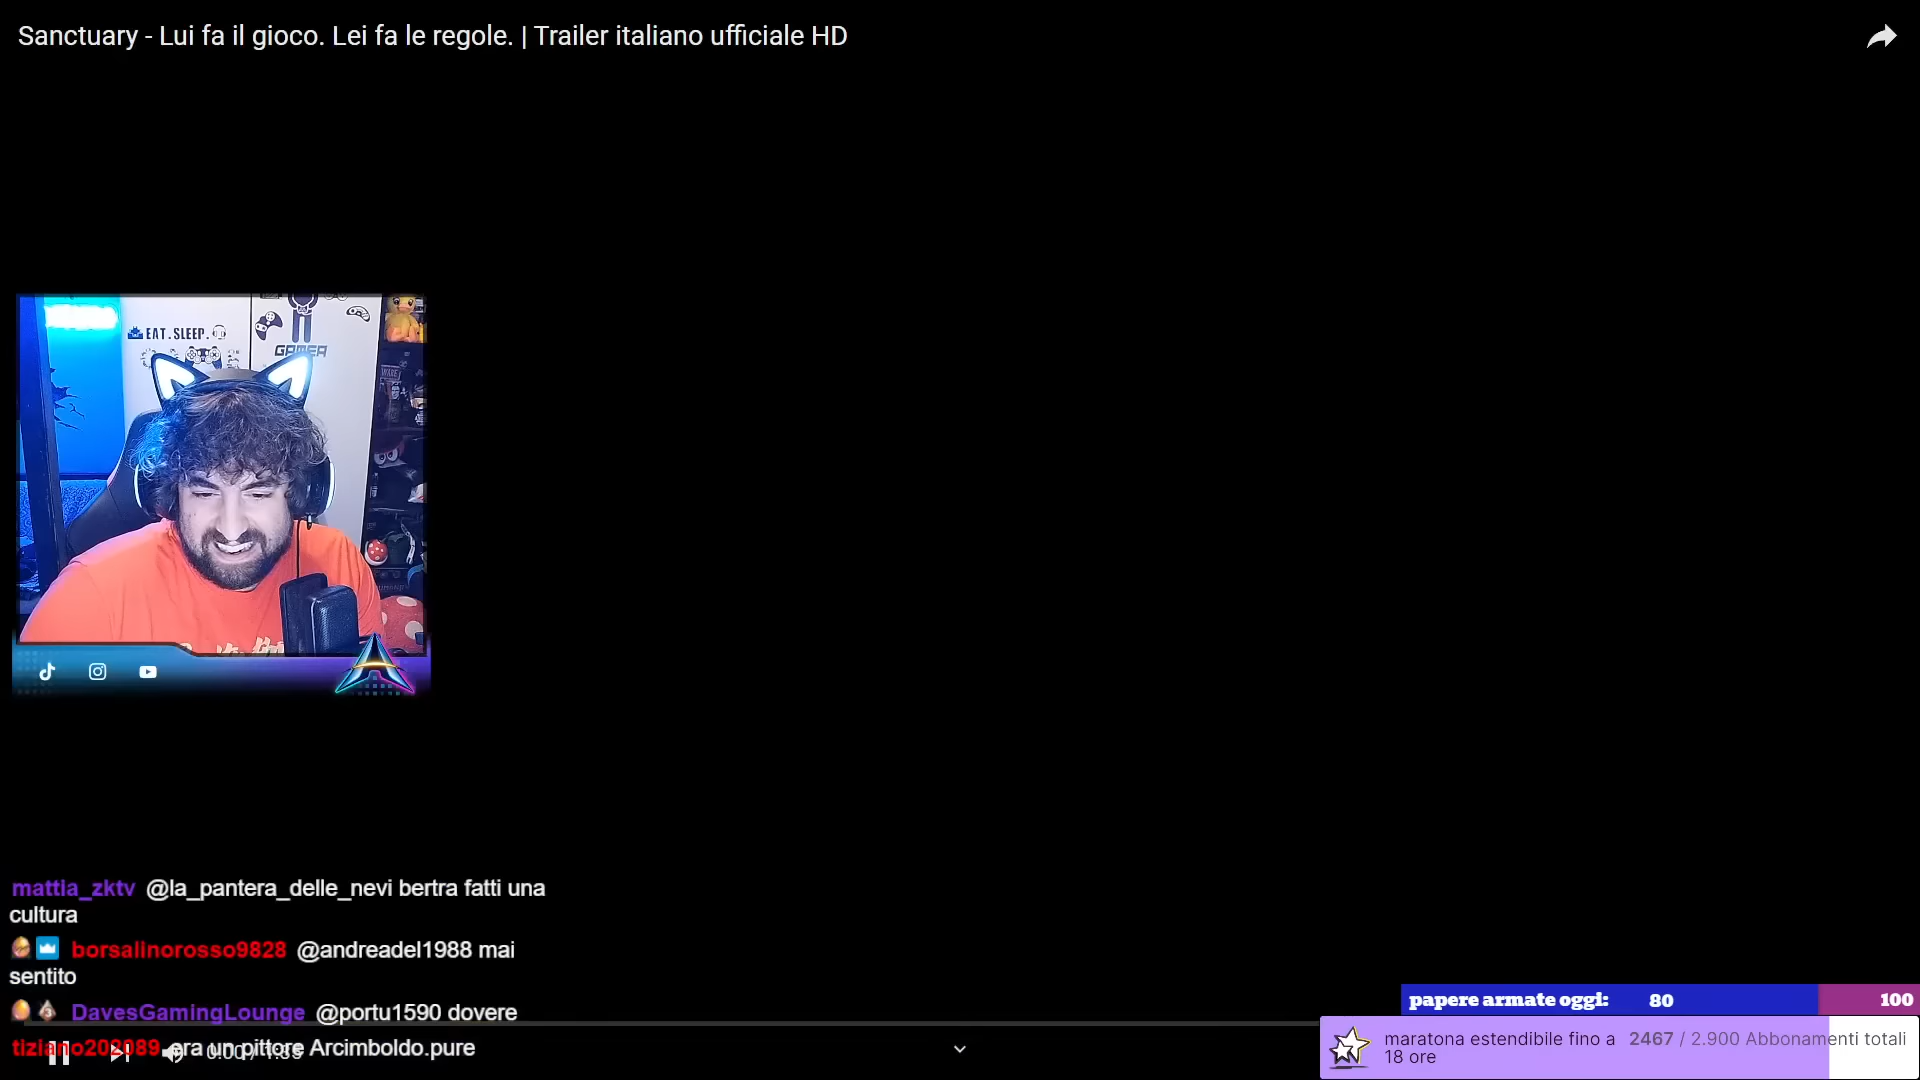 Sanctuary - Lui fa il gioco. Lei fa le regole. | Trailer italiano ufficiale HD
EAT.SLEEP.
GAMER
mattia_zktv @la_pantera_delle_nevi bertra fatti una
cultura
borsalinorosso9828 @andreadel1988 mai
sentito
DavesGamingLounge @portu1590 dovere
tiziano202089 era un pittore Arcimboldo.pure
papere armate oggi: 80 100
maratona estendibile fino a 2467 / 2.900 Abbonamenti totali
18 ore